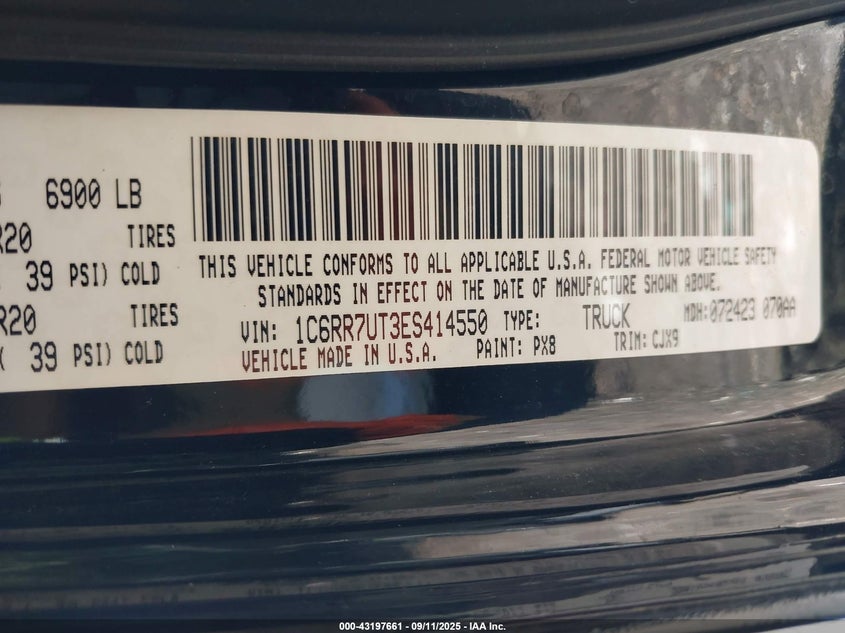 6900 LB
R20 TIRES
39 PSI) COLD
R20
39 PSI) COLD
THIS VEHICLE CONFORMS TO ALL APPLICABLE U.S.A. FEDERAL MOTOR VEHICLE SAFETY
STANDARDS IN EFFECT ON THE DATE OF MANUFACTURE SHOWN ABOVE.
VIN: 1C6RR7UT3ES414550 TYPE: TRUCK MDH:072423 070AA
VEHICLE MADE IN U.S.A. PAINT: PX8 TRIM: CJX9
000-43197661 - 09/11/2025 - IAA Inc.